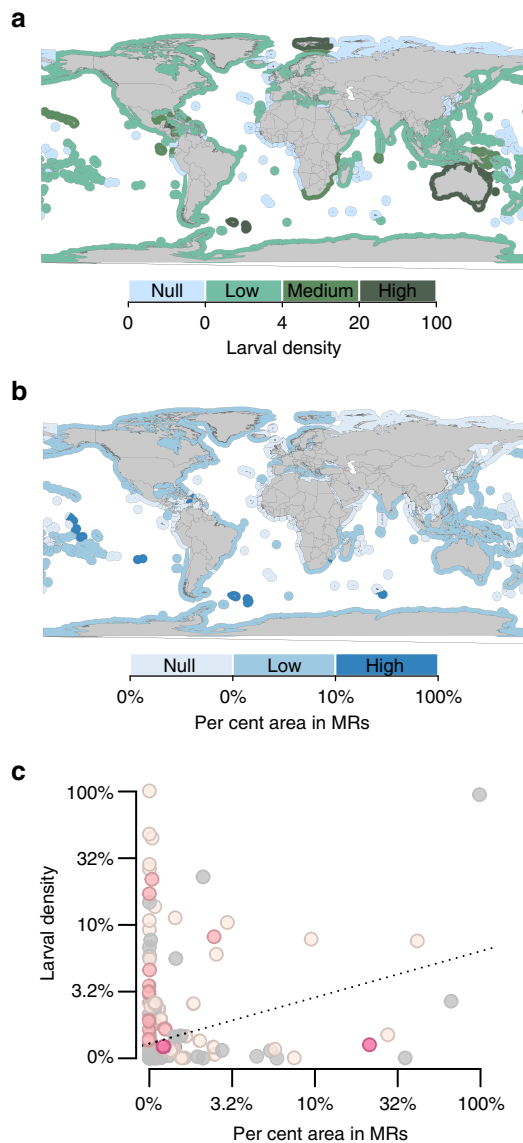 a
Null Low Medium High
0 0 4 20 100
Larval density
b
Null Low High
0% 0% 10% 100%
Per cent area in MRs
c
100%
32%
10%
3.2%
0%
Larval density
0% 3.2% 10% 32% 100%
Per cent area in MRs